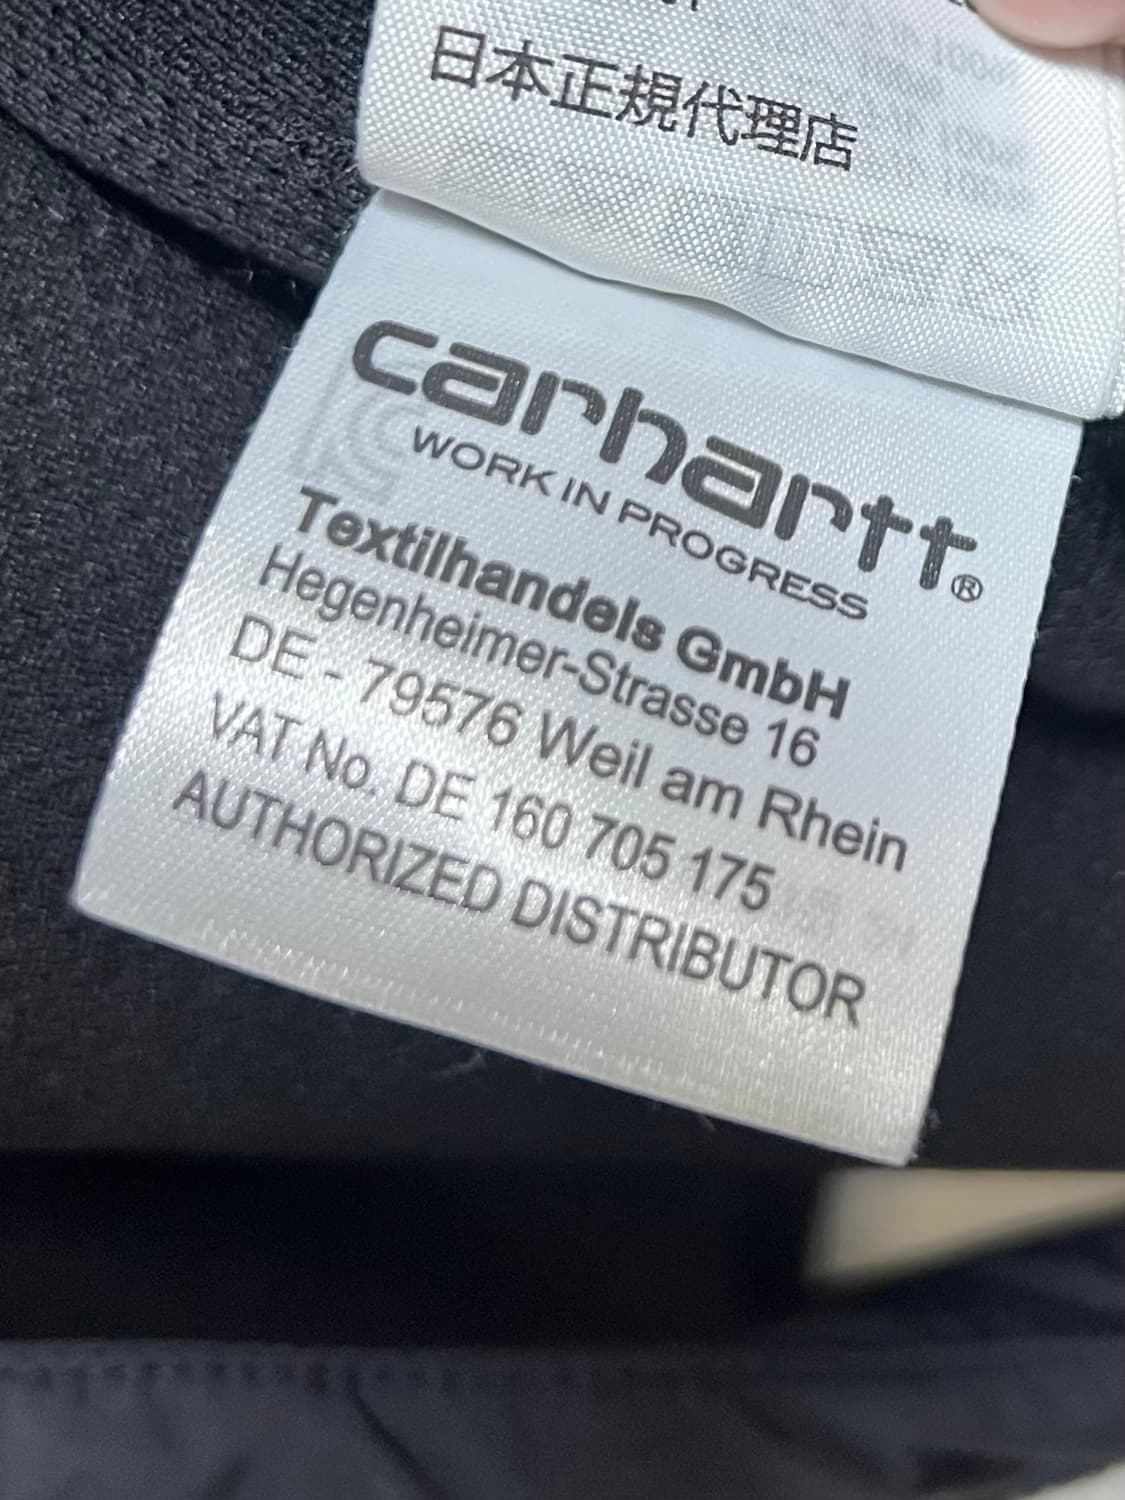 日本正規代理店
carhartt®
WORK IN PROGRESS
Textilhandels GmbH
Hegenheimer-Strasse 16
DE - 79576 Weil am Rhein
VAT No. DE 160 705 175
AUTHORIZED DISTRIBUTOR